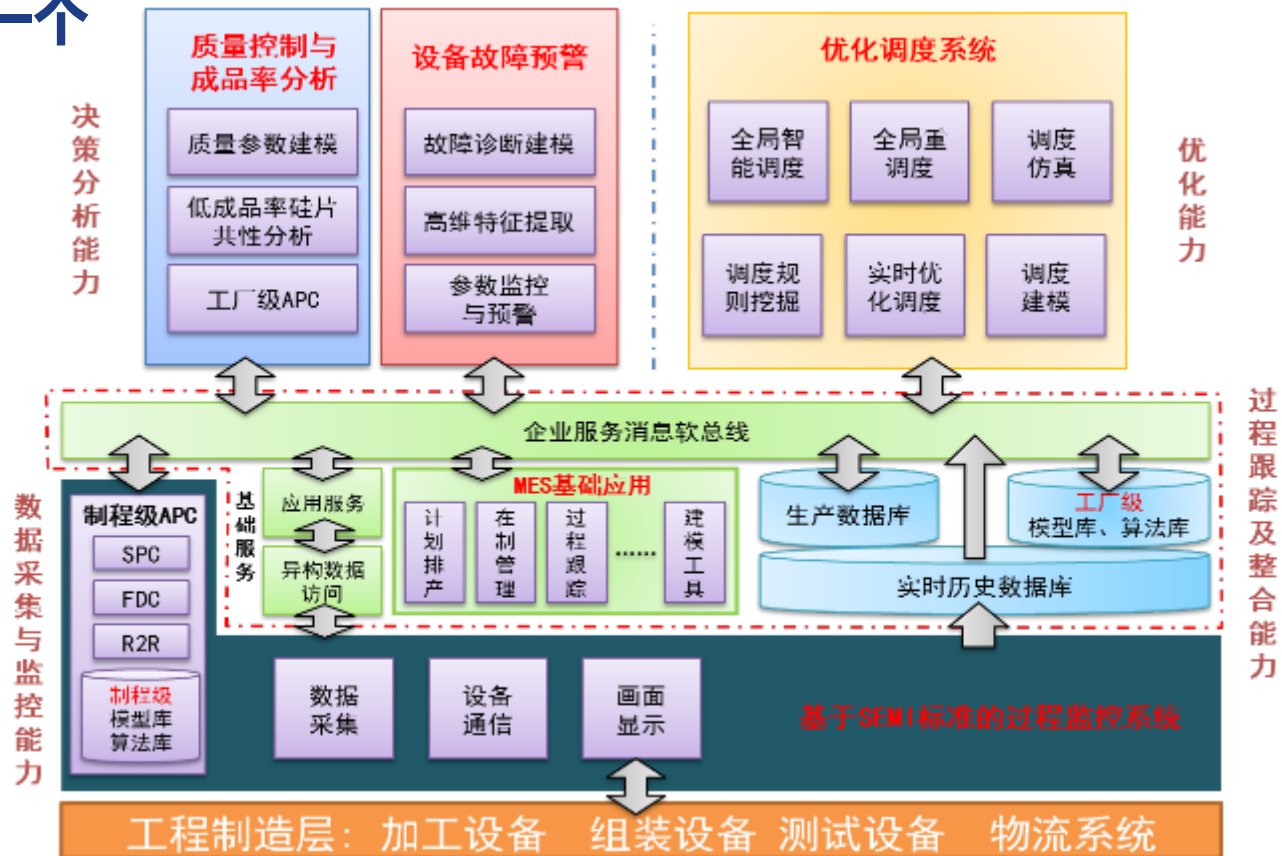 一个
决策分析能力
质量控制与
成品率分析
质量参数建模
低成品率硅片
共性分析
工厂级APC
设备故障预警
故障诊断建模
高维特征提取
参数监控
与预警
优化调度系统
全局智
能调度
全局重
调度
调度
仿真
调度规
则挖掘
实时优
化调度
调度
建模
优化能力
企业服务消息软总线
过程跟踪及整合能力
数据采集与监控能力
制程级APC
SPC
FDC
R2R
制程级
模型库
算法库
基础服务
应用服务
异构数据
访问
MES基础应用
计划排产
在制管理
过程跟踪
……
建模工具
生产数据库
工厂级
模型库、算法库
实时历史数据库
数据
采集
设备
通信
画面
显示
基于SEMI标准的过程监控系统
工程制造层：加工设备 组装设备 测试设备 物流系统